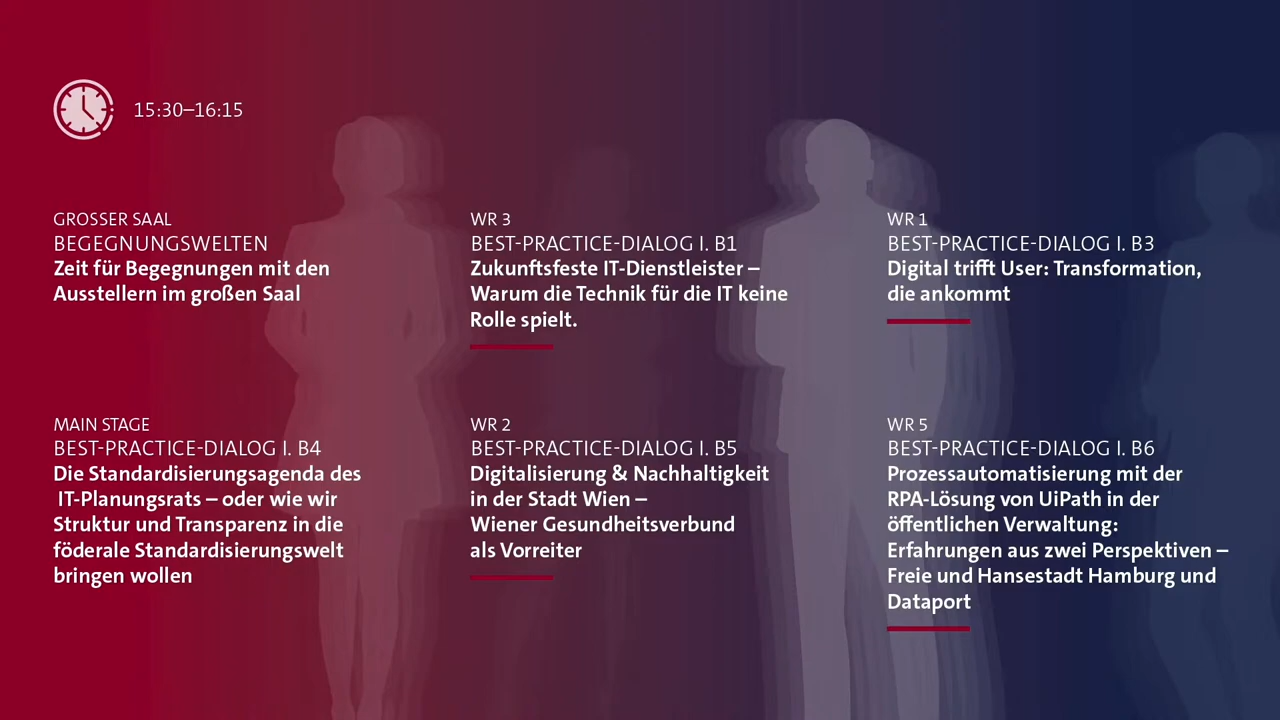 15:30–16:15
GROSSER SAAL
BEGEGNUNGSWELTEN
Zeit für Begegnungen mit den
Ausstellern im großen Saal
WR 3
BEST-PRACTICE-DIALOG I. B1
Zukunftsfeste IT-Dienstleister –
Warum die Technik für die IT keine
Rolle spielt.
WR 1
BEST-PRACTICE-DIALOG I. B3
Digital trifft User: Transformation,
die ankommt
MAIN STAGE
BEST-PRACTICE-DIALOG I. B4
Die Standardisierungsagenda des
IT-Planungsrats – oder wie wir
Struktur und Transparenz in die
föderale Standardisierungswelt
bringen wollen
WR 2
BEST-PRACTICE-DIALOG I. B5
Digitalisierung & Nachhaltigkeit
in der Stadt Wien –
Wiener Gesundheitsverbund
als Vorreiter
WR 5
BEST-PRACTICE-DIALOG I. B6
Prozessautomatisierung mit der
RPA-Lösung von UiPath in der
öffentlichen Verwaltung:
Erfahrungen aus zwei Perspektiven –
Freie und Hansestadt Hamburg und
Dataport